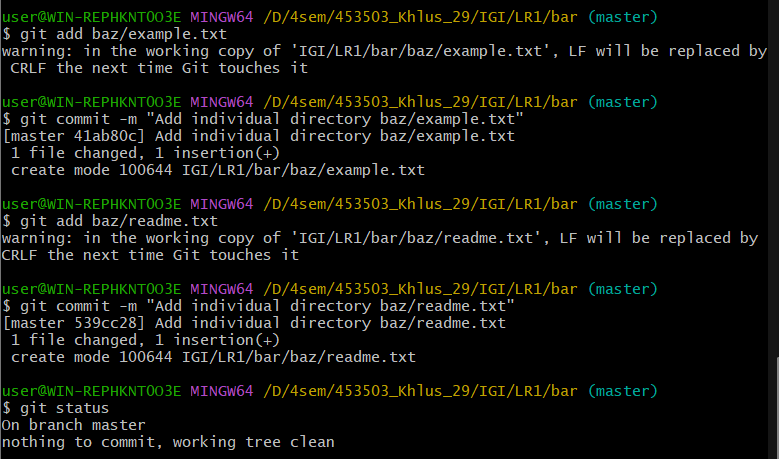 user@WIN-REPHKNTOO3E MINGW64 /D/4sem/453503_Khlus_29/IGI/LR1/bar (master)
$ git add baz/example.txt
warning: in the working copy of 'IGI/LR1/bar/baz/example.txt', LF will be replaced by
 CRLF the next time Git touches it

user@WIN-REPHKNTOO3E MINGW64 /D/4sem/453503_Khlus_29/IGI/LR1/bar (master)
$ git commit -m "Add individual directory baz/example.txt"
[master 41ab80c] Add individual directory baz/example.txt
 1 file changed, 1 insertion(+)
 create mode 100644 IGI/LR1/bar/baz/example.txt

user@WIN-REPHKNTOO3E MINGW64 /D/4sem/453503_Khlus_29/IGI/LR1/bar (master)
$ git add baz/readme.txt
warning: in the working copy of 'IGI/LR1/bar/baz/readme.txt', LF will be replaced by
CRLF the next time Git touches it

user@WIN-REPHKNTOO3E MINGW64 /D/4sem/453503_Khlus_29/IGI/LR1/bar (master)
$ git commit -m "Add individual directory baz/readme.txt"
[master 539cc28] Add individual directory baz/readme.txt
 1 file changed, 1 insertion(+)
 create mode 100644 IGI/LR1/bar/baz/readme.txt

user@WIN-REPHKNTOO3E MINGW64 /D/4sem/453503_Khlus_29/IGI/LR1/bar (master)
$ git status
On branch master
nothing to commit, working tree clean